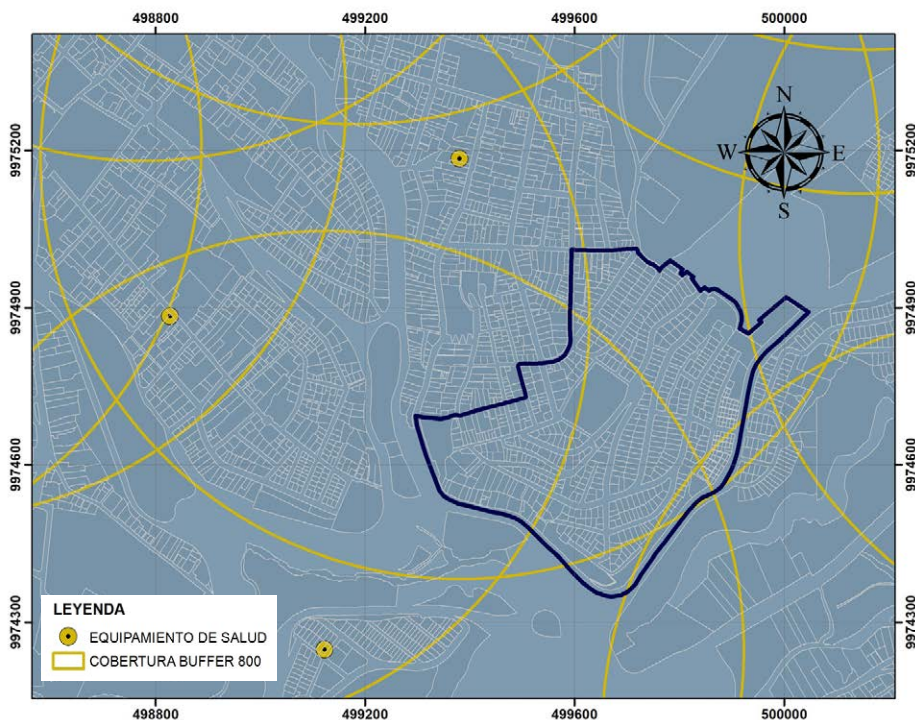 498800 499200 499600 500000
N
W E
S
9975200 9975200
9974900 9974900
9974600 9974600
9974300 9974300
LEYENDA
EQUIPAMIENTO DE SALUD
COBERTURA BUFFER 800
498800 499200 499600 500000